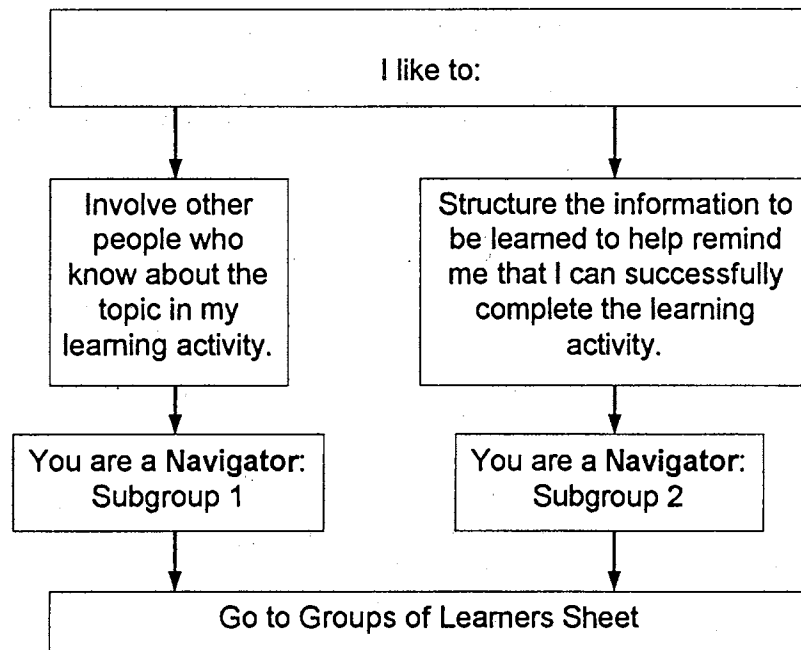 I like to:
Involve other
people who
know about the
topic in my
learning activity.
Structure the information to
be learned to help remind
me that I can successfully
complete the learning
activity.
You are a Navigator:
Subgroup 1
You are a Navigator:
Subgroup 2
Go to Groups of Learners Sheet